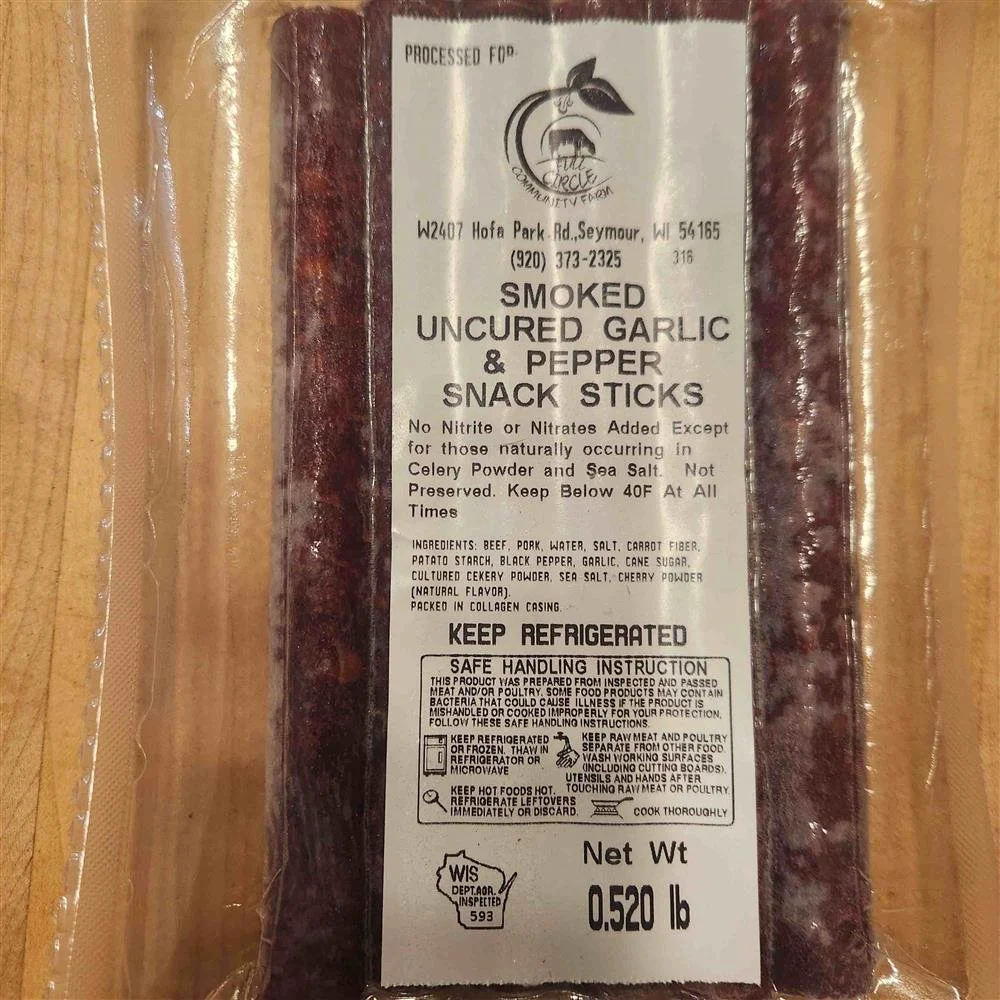 PROCESSED FOR:
FULL
CIRCLE
COMMUNITY FARM
W2407 Hofa Park Rd.,Seymour, WI 54165
(920) 373-2325 316
SMOKED
UNCURED GARLIC
& PEPPER
SNACK STICKS
No Nitrite or Nitrates Added Except
for those naturally occurring in
Celery Powder and Sea Salt. Not
Preserved. Keep Below 40F At All
Times
INGREDIENTS: BEEF, PORK, WATER, SALT, CARROT FIBER,
PATATO STARCH, BLACK PEPPER, GARLIC, CANE SUGAR,
CULTURED CEKERY POWDER, SEA SALT, CHERRY POWDER
(NATURAL FLAVOR).
PACKED IN COLLAGEN CASING.
KEEP REFRIGERATED
SAFE HANDLING INSTRUCTION
THIS PRODUCT WAS PREPARED FROM INSPECTED AND PASSED
MEAT AND/OR POULTRY. SOME FOOD PRODUCTS MAY CONTAIN
BACTERIA THAT COULD CAUSE ILLNESS IF THE PRODUCT IS
MISHANDLED OR COOKED IMPROPERLY FOR YOUR PROTECTION,
FOLLOW THESE SAFE HANDLING INSTRUCTIONS.
KEEP REFRIGERATED
OR FROZEN. THAW IN
REFRIGERATOR OR
MICROWAVE
KEEP RAW MEAT AND POULTRY
SEPARATE FROM OTHER FOOD.
WASH WORKING SURFACES
(INCLUDING CUTTING BOARDS).
UTENSILS AND HANDS AFTER
TOUCHING RAW MEAT OR POULTRY.
KEEP HOT FOODS HOT.
REFRIGERATE LEFTOVERS
IMMEDIATELY OR DISCARD.
COOK THOROUGHLY
WIS
DEPT.AGR.
INSPECTED
593
Net Wt
0.520 lb